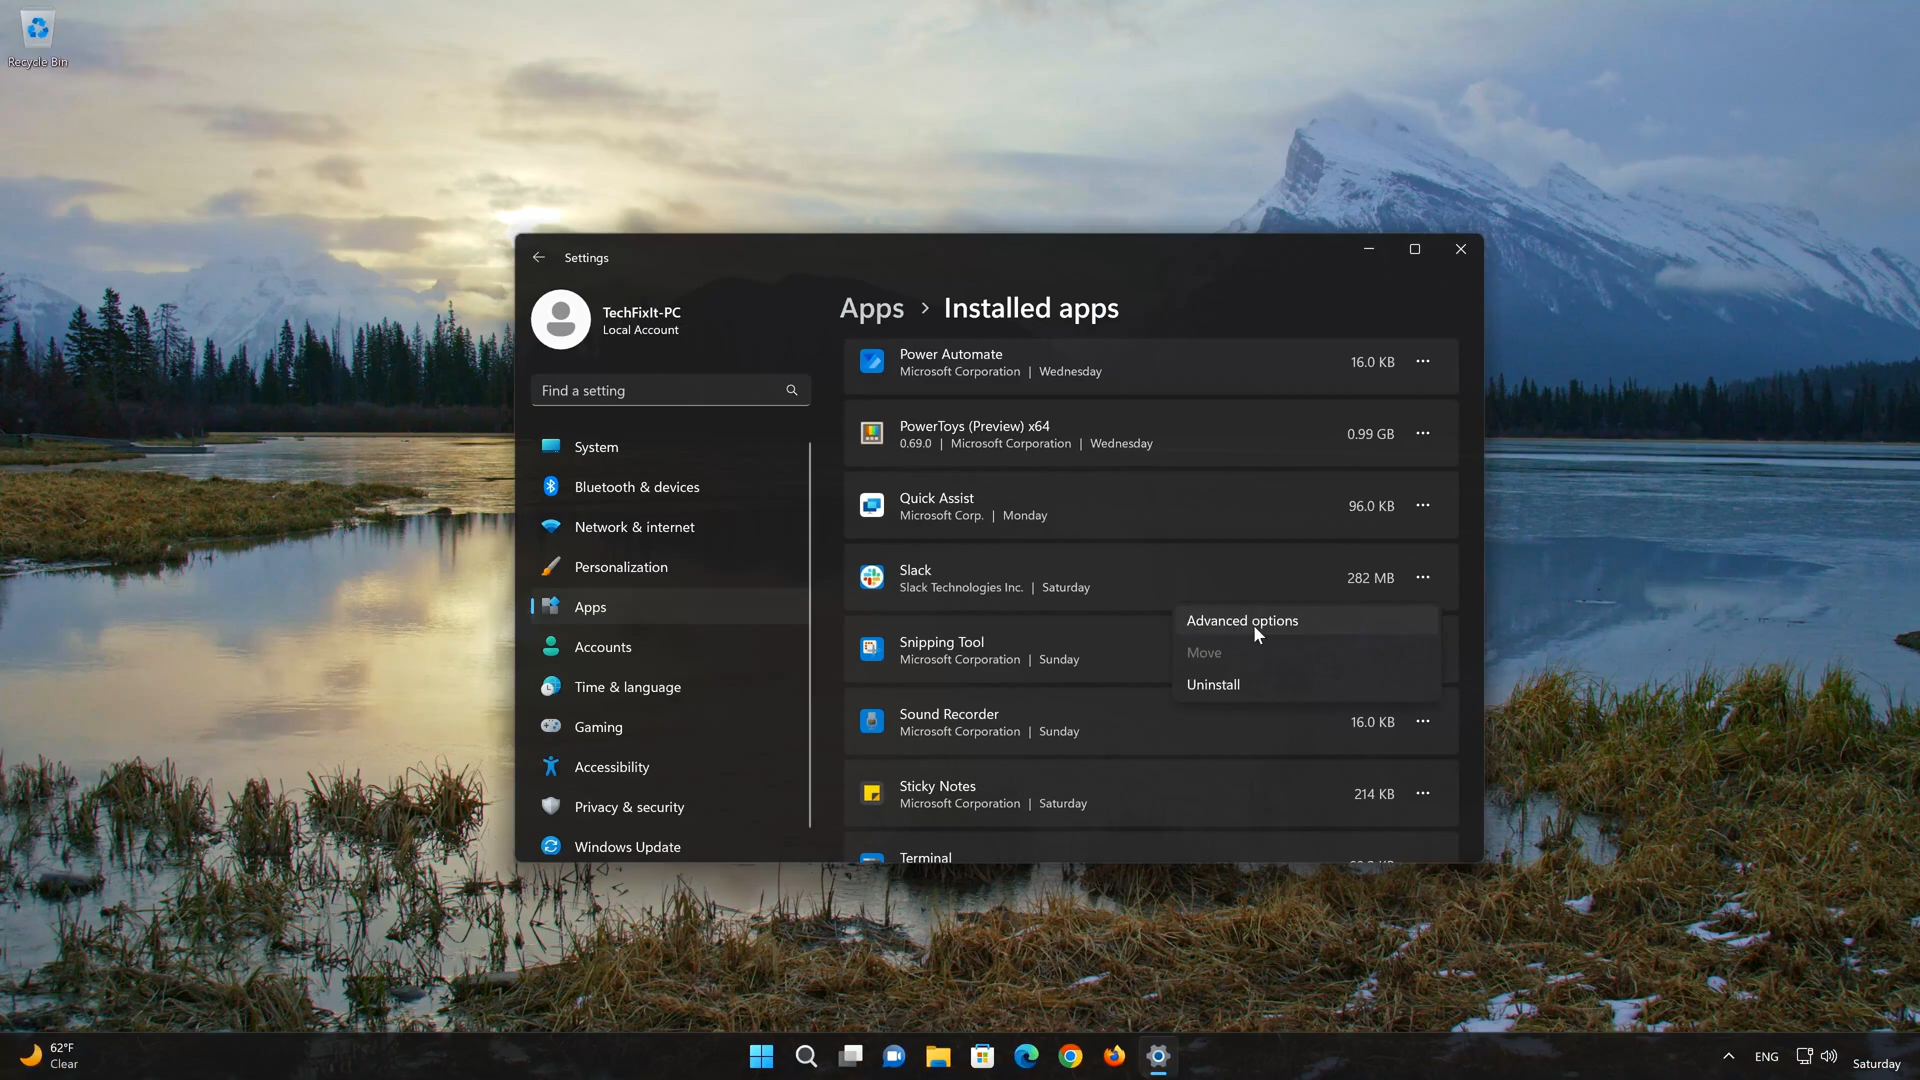 Recycle Bin
Settings
TechFixIt-PC
Local Account
Find a setting
System
Bluetooth & devices
Network & internet
Personalization
Apps
Accounts
Time & language
Gaming
Accessibility
Privacy & security
Windows Update
Apps > Installed apps
Power Automate
Microsoft Corporation | Wednesday
16.0 KB
PowerToys (Preview) x64
0.69.0 | Microsoft Corporation | Wednesday
0.99 GB
Quick Assist
Microsoft Corp. | Monday
96.0 KB
Slack
Slack Technologies Inc. | Saturday
282 MB
Advanced options
Move
Uninstall
Snipping Tool
Microsoft Corporation | Sunday
Sound Recorder
Microsoft Corporation | Sunday
16.0 KB
Sticky Notes
Microsoft Corporation | Saturday
214 KB
Terminal
62°F
Clear
ENG
Saturday